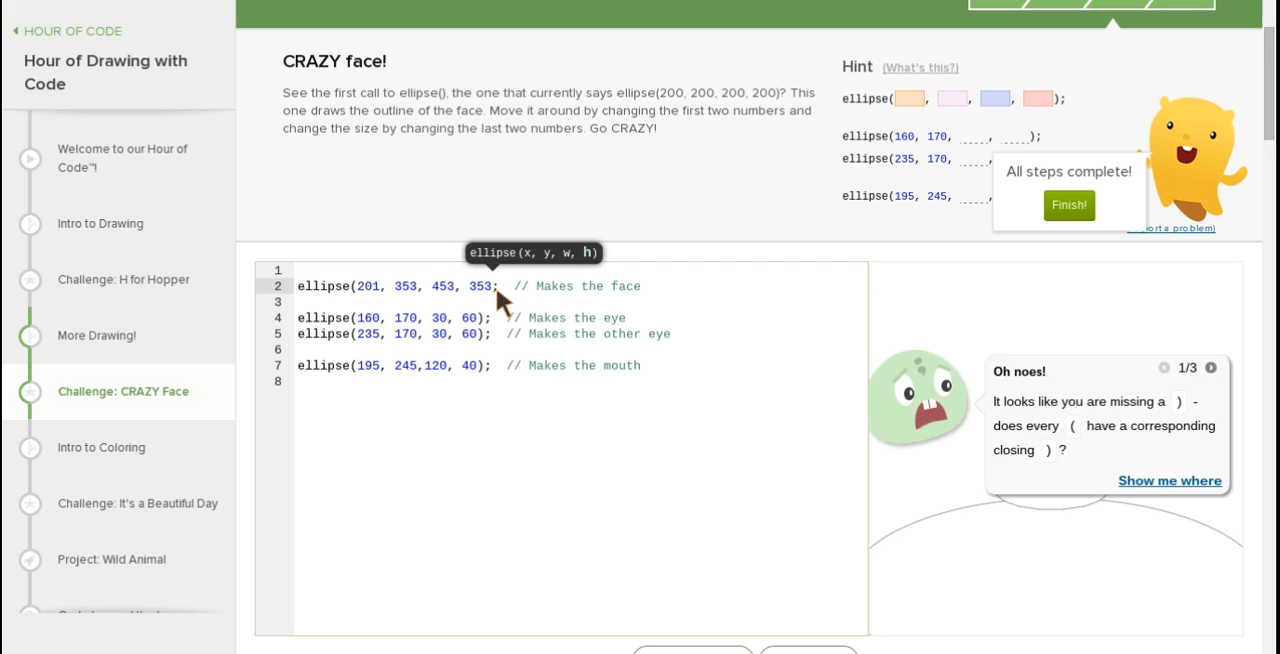 HOUR OF CODE
Hour of Drawing with
Code
Welcome to our Hour of
Code™!
Intro to Drawing
Challenge: H for Hopper
More Drawing!
Challenge: CRAZY Face
Intro to Coloring
Challenge: It's a Beautiful Day
Project: Wild Animal
CRAZY face!
See the first call to ellipse(), the one that currently says ellipse(200, 200, 200, 200)? This
one draws the outline of the face. Move it around by changing the first two numbers and
change the size by changing the last two numbers. Go CRAZY!
Hint (What's this?)
ellipse( , , , );
ellipse(160, 170, _____, _____);
ellipse(235, 170, _____,
ellipse(195, 245, _____,
All steps complete!
Finish!
ort a problem)
ellipse(x, y, w, h)
1
2 ellipse(201, 353, 453, 353; // Makes the face
3
4 ellipse(160, 170, 30, 60); // Makes the eye
5 ellipse(235, 170, 30, 60); // Makes the other eye
6
7 ellipse(195, 245,120, 40); // Makes the mouth
8
Oh noes! 1/3
It looks like you are missing a ) -
does every ( have a corresponding
closing ) ?
Show me where